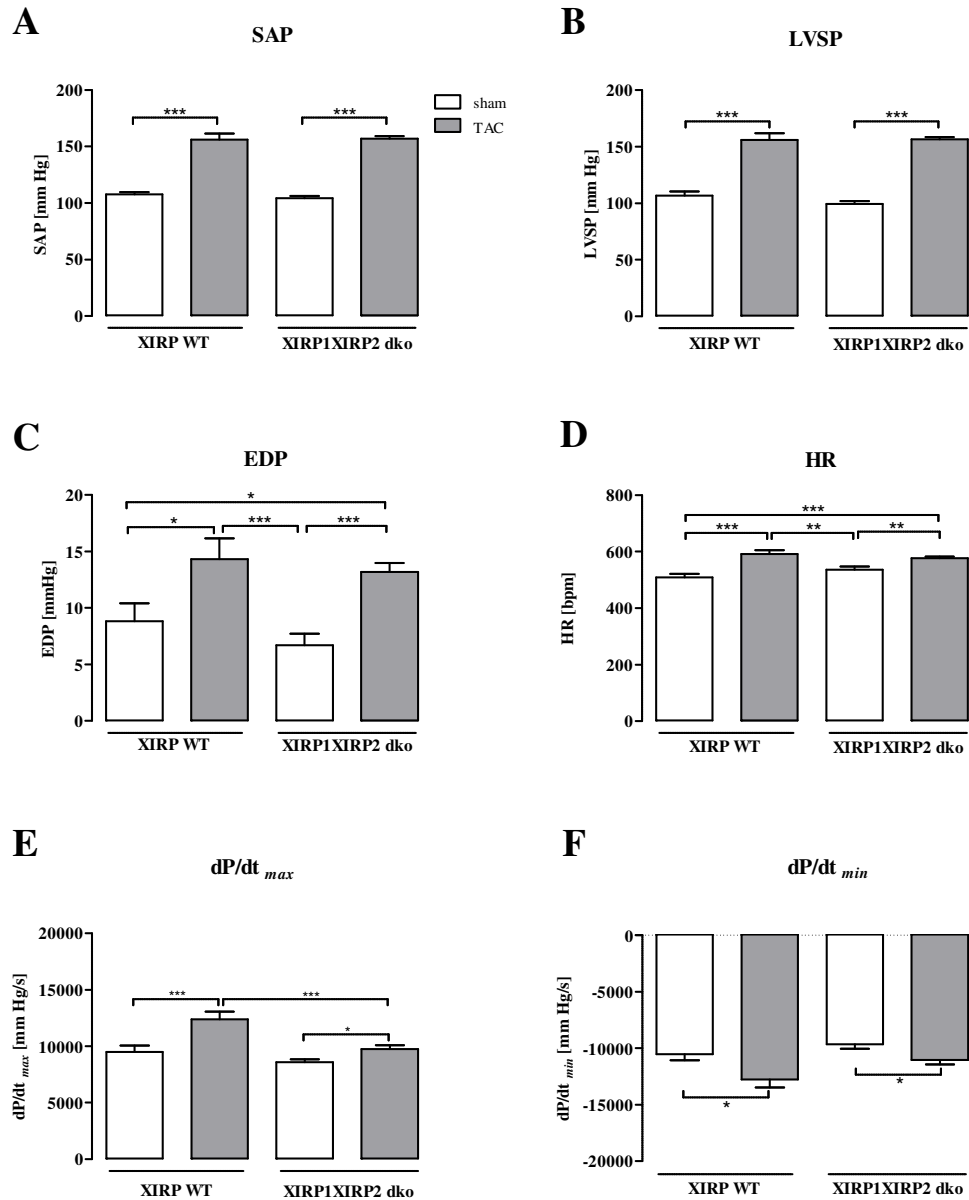 A
SAP
SAP [mm Hg]
200
150
100
50
0
***
***
sham
TAC
XIRP WT
XIRP1XIRP2 dko
B
LVSP
LVSP [mm Hg]
200
150
100
50
0
***
***
XIRP WT
XIRP1XIRP2 dko
C
EDP
EDP [mmHg]
20
15
10
5
0
*
*
***
***
XIRP WT
XIRP1XIRP2 dko
D
HR
HR [bpm]
800
600
400
200
0
***
***
**
**
XIRP WT
XIRP1XIRP2 dko
E
dP/dt max
dP/dt max [mm Hg/s]
20000
15000
10000
5000
0
***
***
*
XIRP WT
XIRP1XIRP2 dko
F
dP/dt min
dP/dt min [mm Hg/s]
0
-5000
-10000
-15000
-20000
*
*
XIRP WT
XIRP1XIRP2 dko